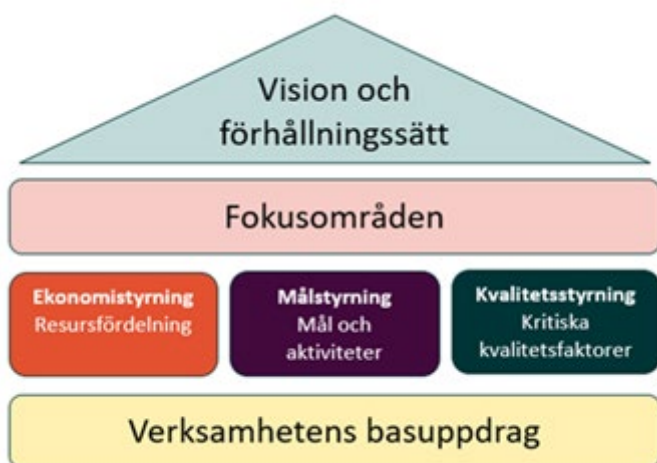 Vision och
förhållningssätt
Fokusområden
Ekonomistyrning
Resursfördelning
Målstyrning
Mål och
aktiviteter
Kvalitetsstyrning
Kritiska
kvalitetsfaktorer
Verksamhetens basuppdrag